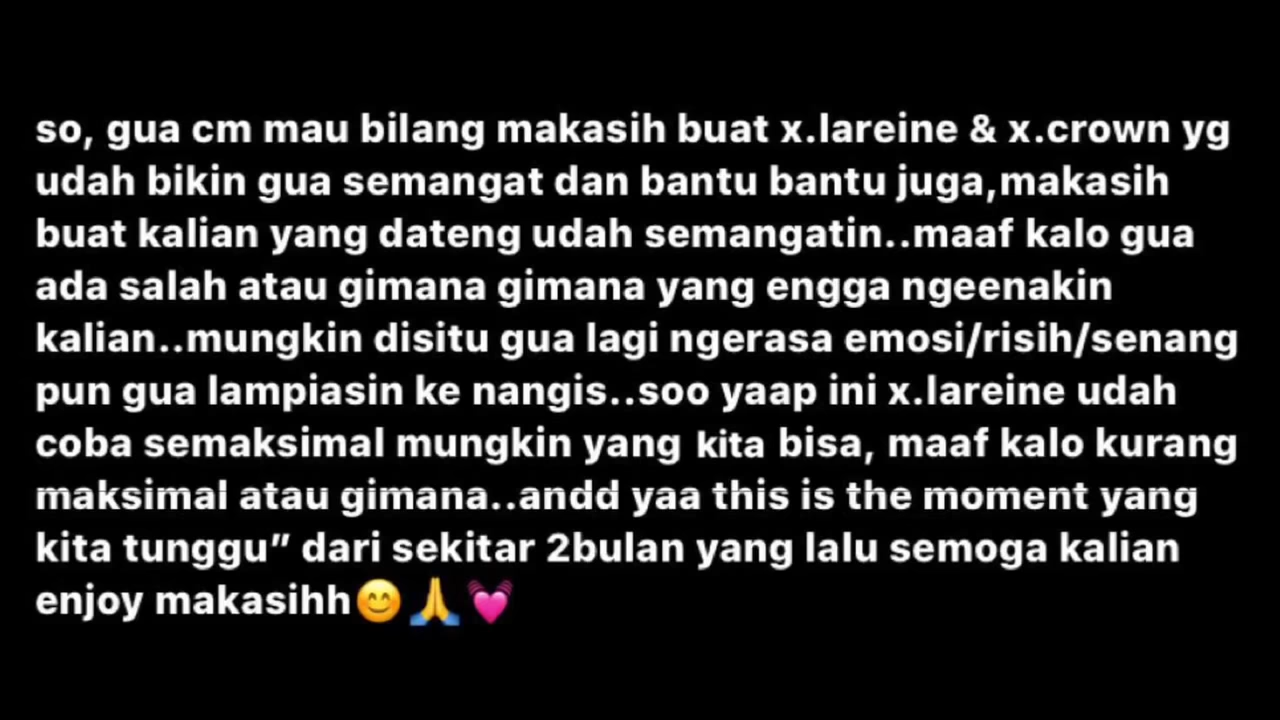 so, gua cm mau bilang makasih buat x.lareine & x.crown yg
udah bikin gua semangat dan bantu bantu juga,makasih
buat kalian yang dateng udah semangatin..maaf kalo gua
ada salah atau gimana gimana yang engga ngeenakin
kalian..mungkin disitu gua lagi ngerasa emosi/risih/senang
pun gua lampiasin ke nangis..soo yaap ini x.lareine udah
coba semaksimal mungkin yang kita bisa, maaf kalo kurang
maksimal atau gimana..andd yaa this is the moment yang
kita tunggu” dari sekitar 2bulan yang lalu semoga kalian
enjoy makasihh😊🙏💓